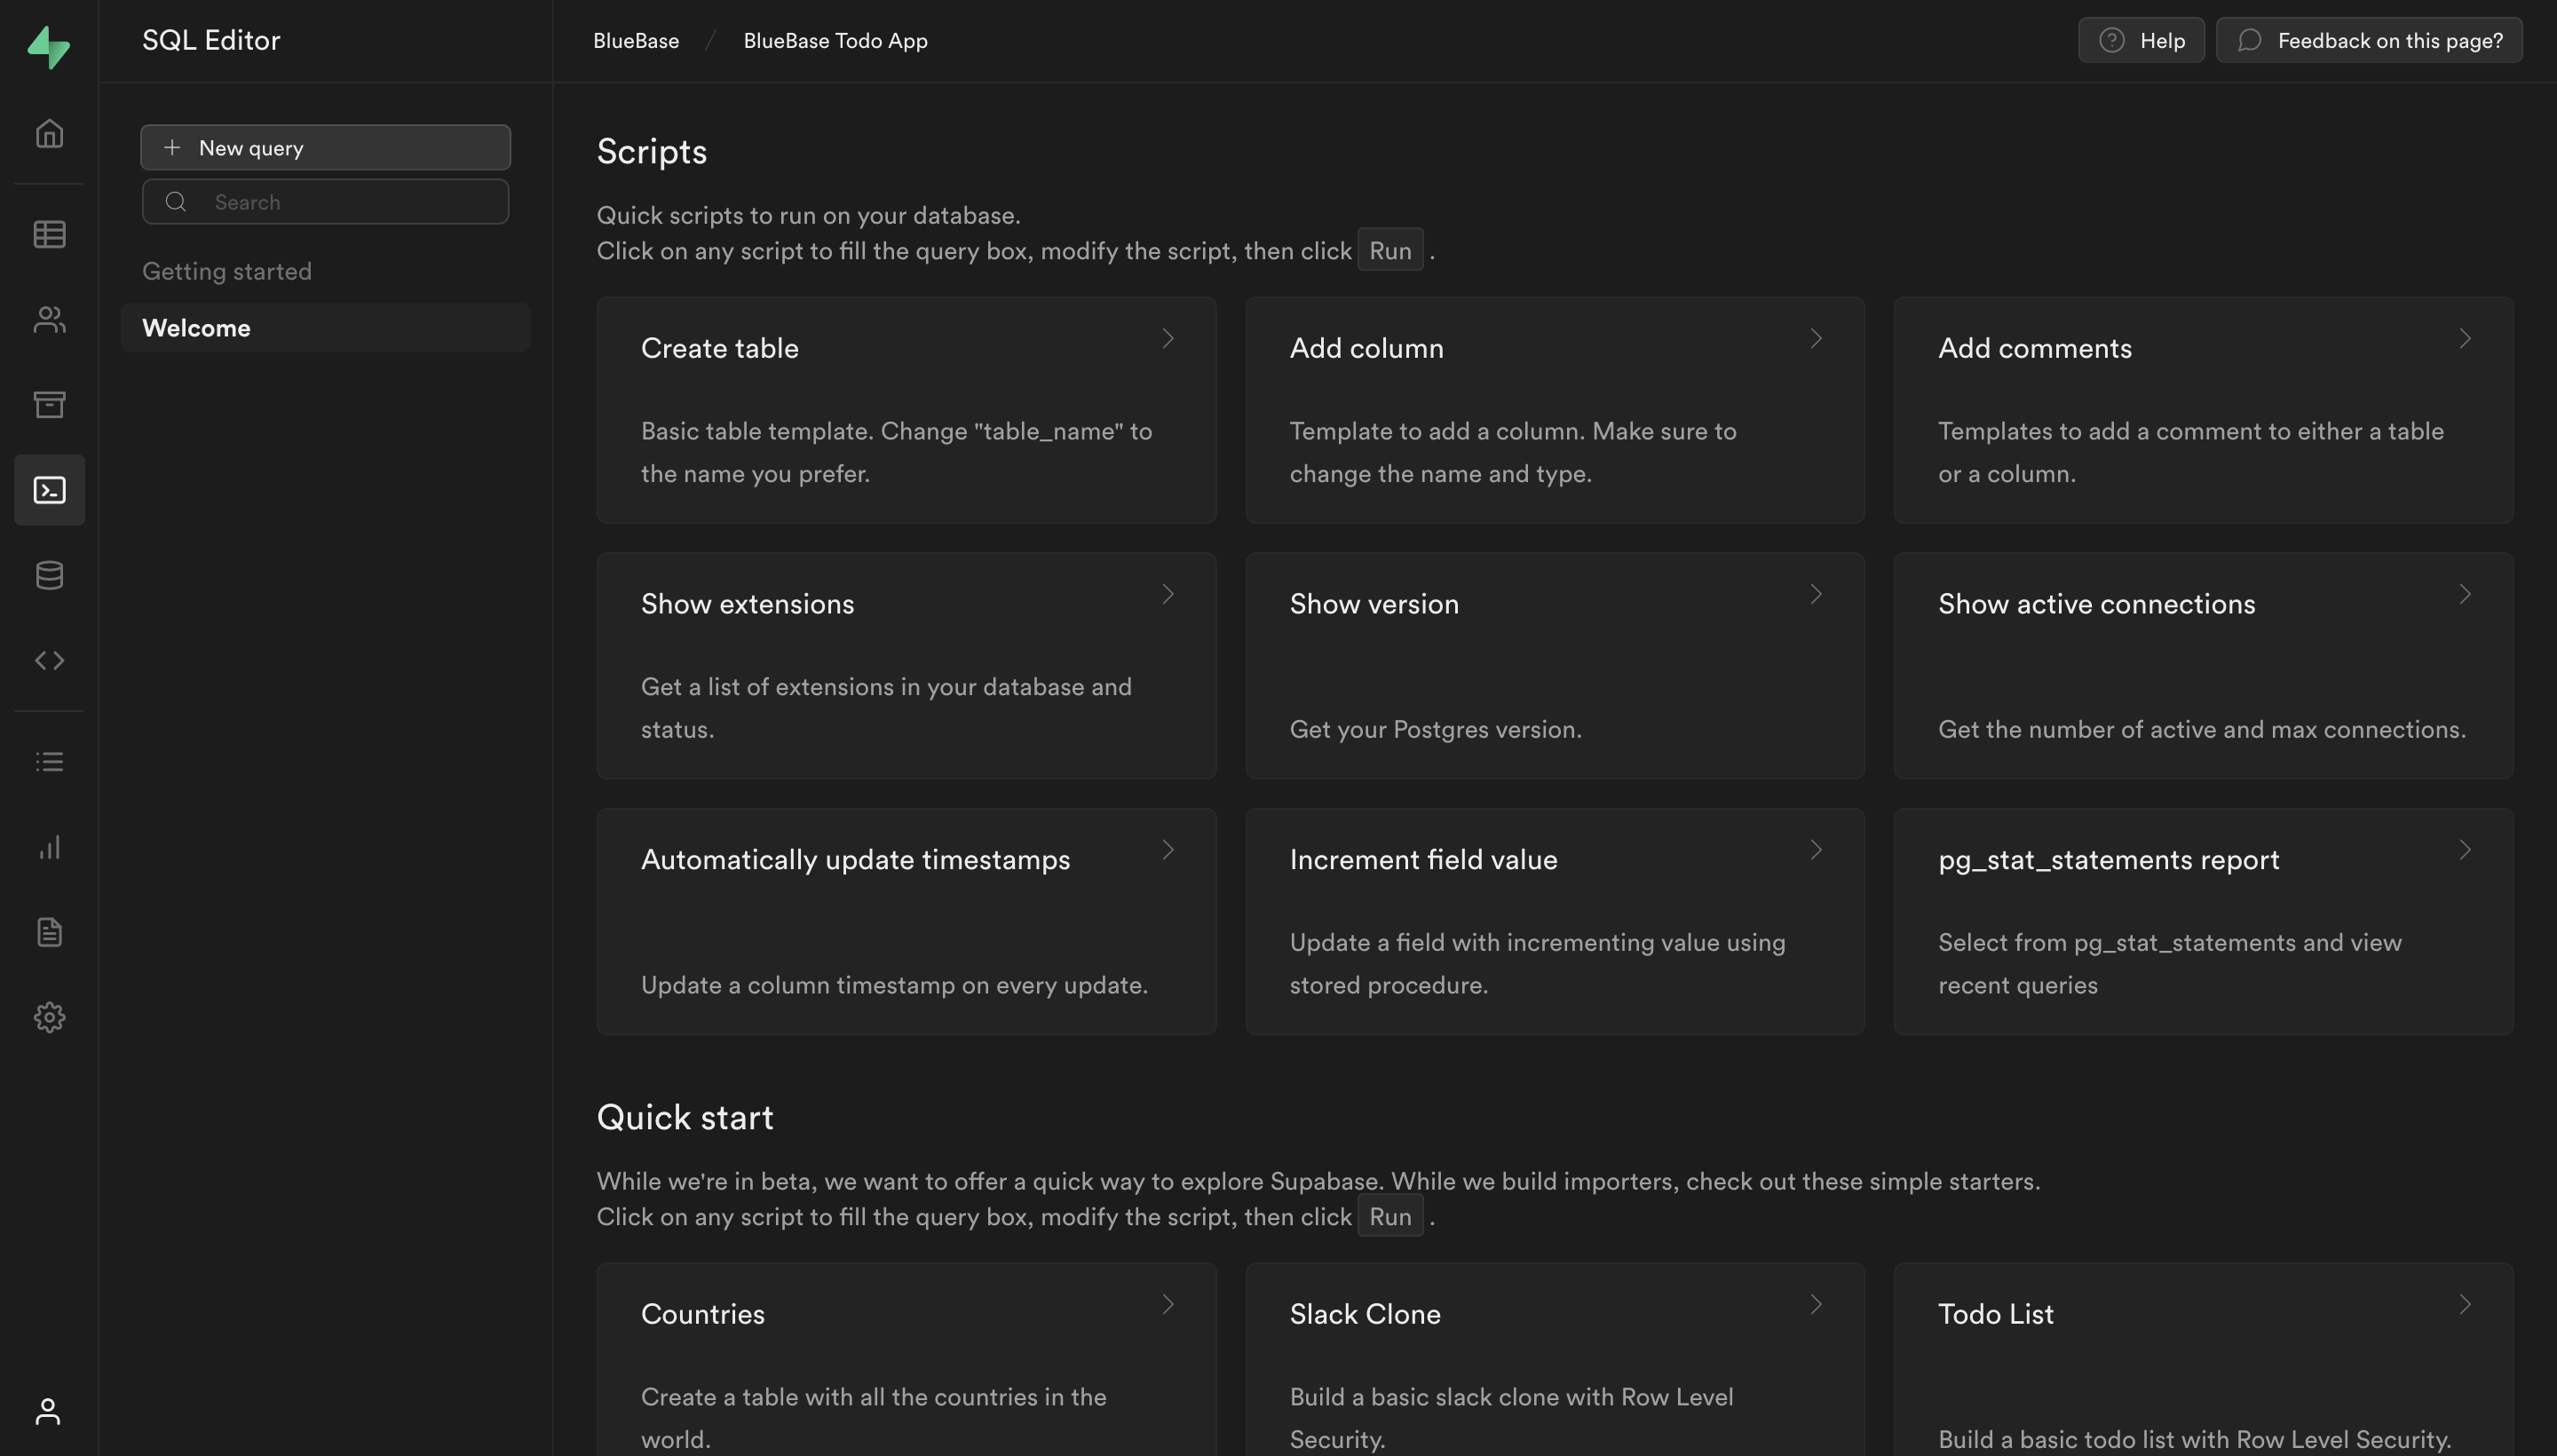 SQL Editor
BlueBase / BlueBase Todo App
Help
Feedback on this page?
New query
Search
Getting started
Welcome
Scripts
Quick scripts to run on your database.
Click on any script to fill the query box, modify the script, then click Run .
Create table
Basic table template. Change "table_name" to
the name you prefer.
Add column
Template to add a column. Make sure to
change the name and type.
Add comments
Templates to add a comment to either a table
or a column.
Show extensions
Get a list of extensions in your database and
status.
Show version
Get your Postgres version.
Show active connections
Get the number of active and max connections.
Automatically update timestamps
Update a column timestamp on every update.
Increment field value
Update a field with incrementing value using
stored procedure.
pg_stat_statements report
Select from pg_stat_statements and view
recent queries
Quick start
While we're in beta, we want to offer a quick way to explore Supabase. While we build importers, check out these simple starters.
Click on any script to fill the query box, modify the script, then click Run .
Countries
Create a table with all the countries in the
world.
Slack Clone
Build a basic slack clone with Row Level
Security.
Todo List
Build a basic todo list with Row Level Security.